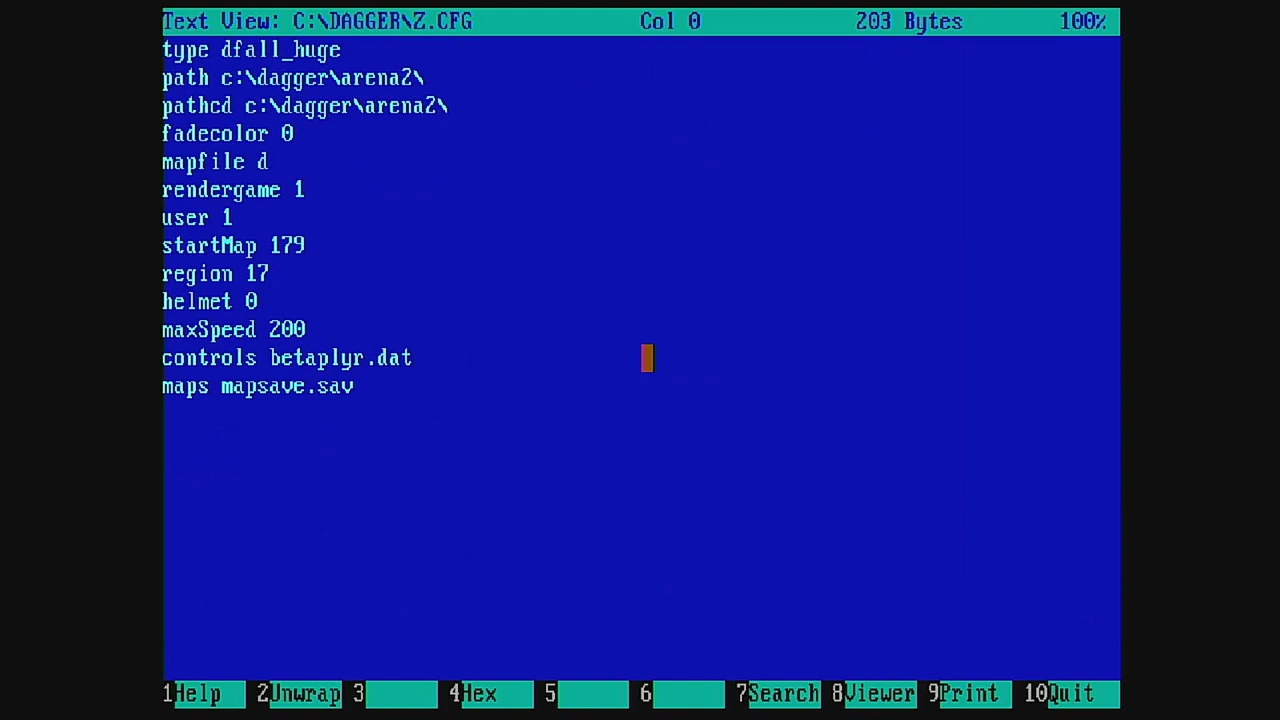 Text View: C:\DAGGER\Z.CFG Col 0 203 Bytes 100%
type dfall_huge
path c:\dagger\arena2\
pathcd c:\dagger\arena2\
fadecolor 0
mapfile d
rendergame 1
user 1
startMap 179
region 17
helmet 0
maxSpeed 200
controls betaplyr.dat
maps mapsave.sav
1Help 2Unwrap 3 4Hex 5 6 7Search 8Viewer 9Print 10Quit